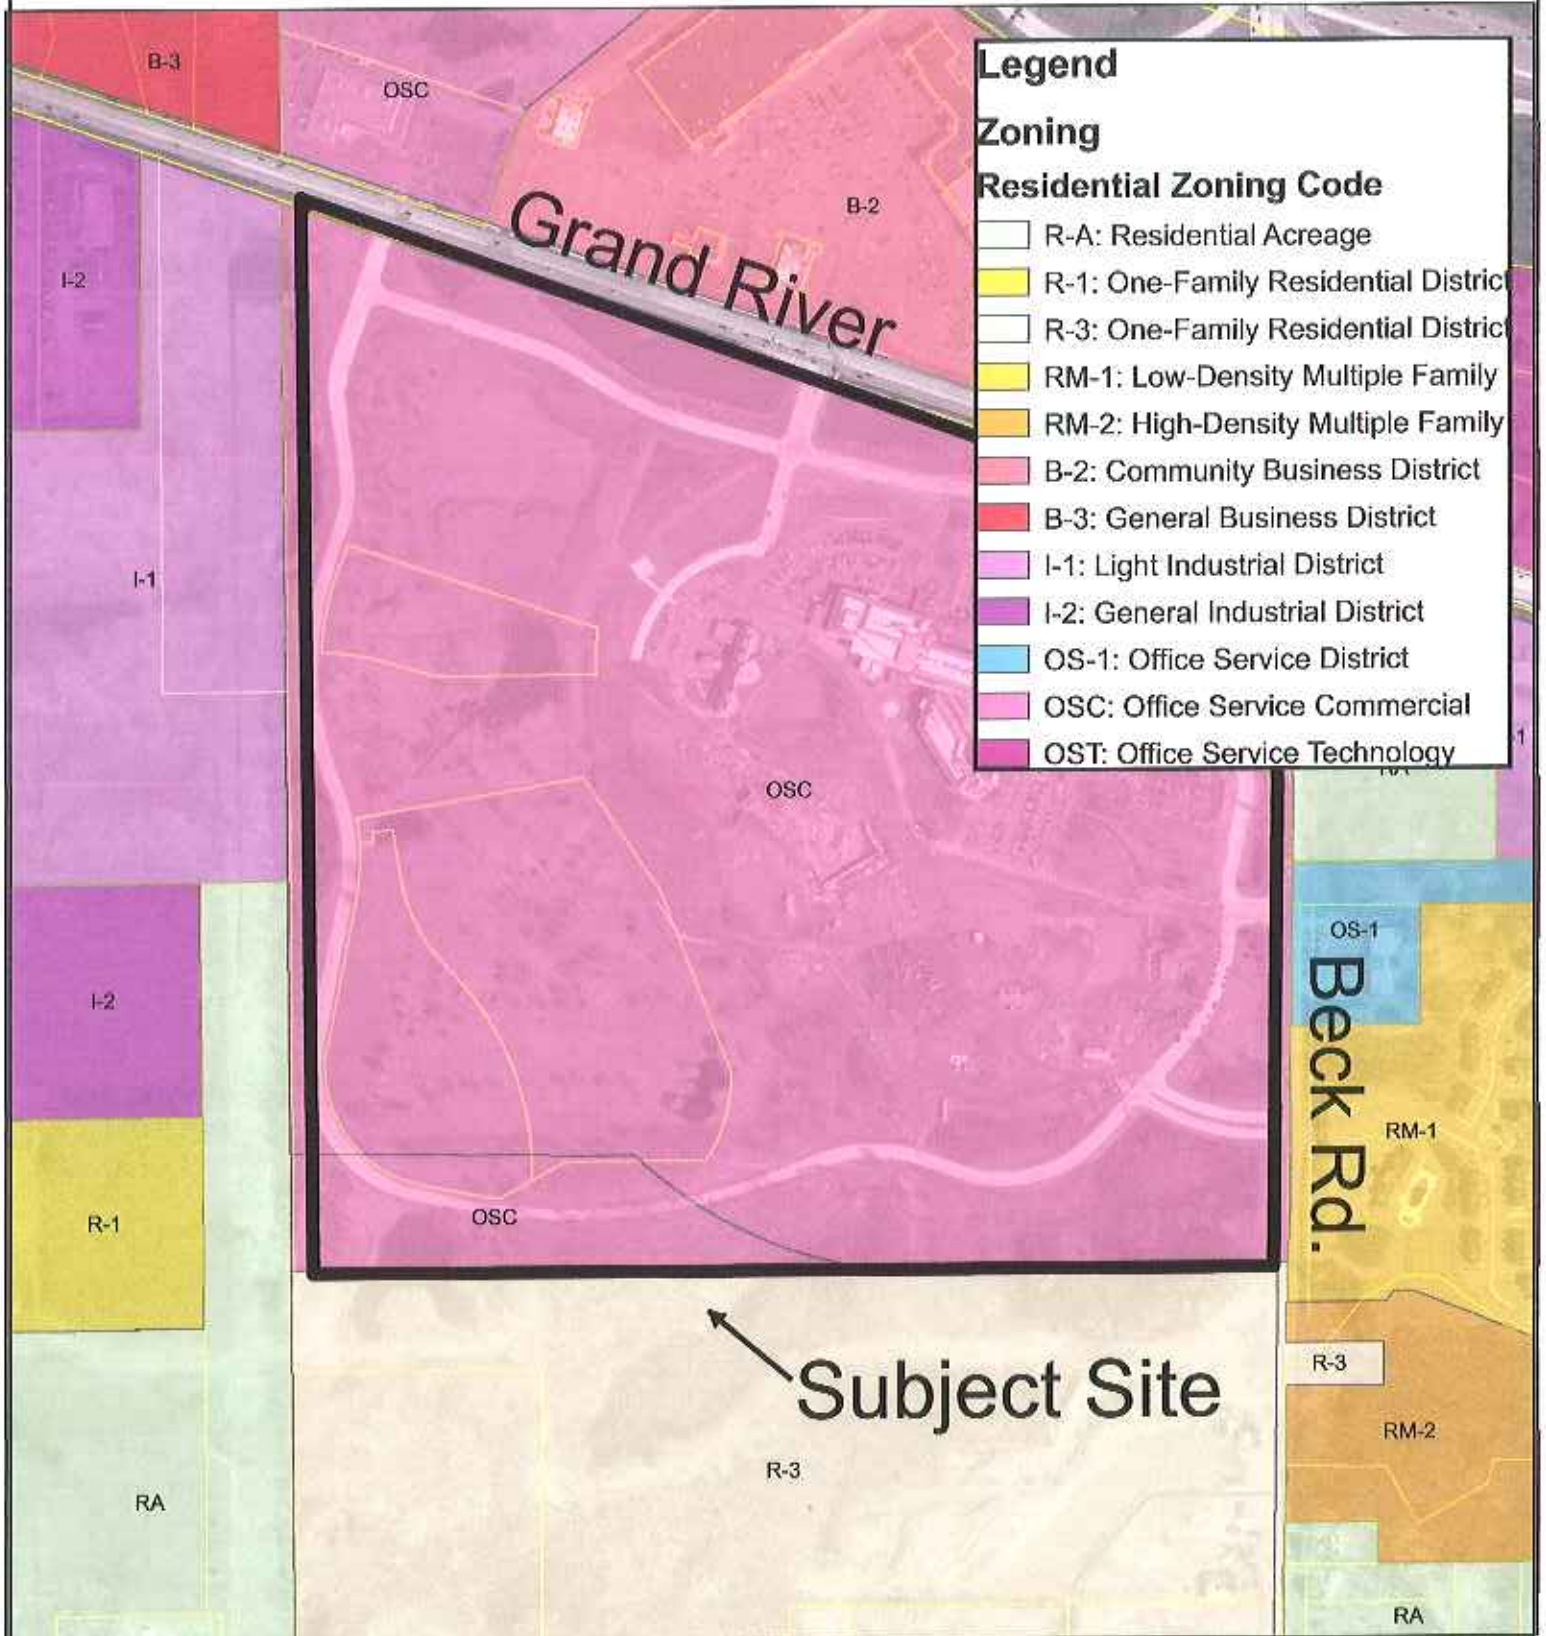 B-3
OSC
Legend
Zoning
Residential Zoning Code
R-A: Residential Acreage
R-1: One-Family Residential District
R-3: One-Family Residential District
RM-1: Low-Density Multiple Family
RM-2: High-Density Multiple Family
B-2: Community Business District
B-3: General Business District
I-1: Light Industrial District
I-2: General Industrial District
OS-1: Office Service District
OSC: Office Service Commercial
OST: Office Service Technology
B-2
Grand River
I-2
I-1
OSC
RA
OS-1
Beck Rd.
I-2
RM-1
R-1
OSC
R-3
Subject Site
RM-2
R-3
RA
RA